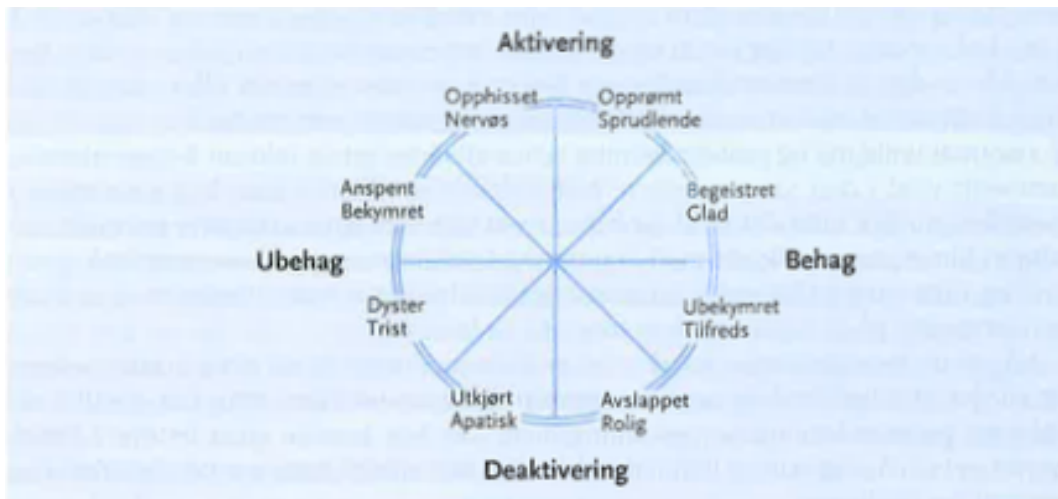 Aktivering
Opphisset
Nervøs
Opprømt
Sprudlende
Anspent
Bekymret
Begeistret
Glad
Ubehag
Behag
Dyster
Trist
Ubekymret
Tilfreds
Utkjørt
Apatisk
Avslappet
Rolig
Deaktivering